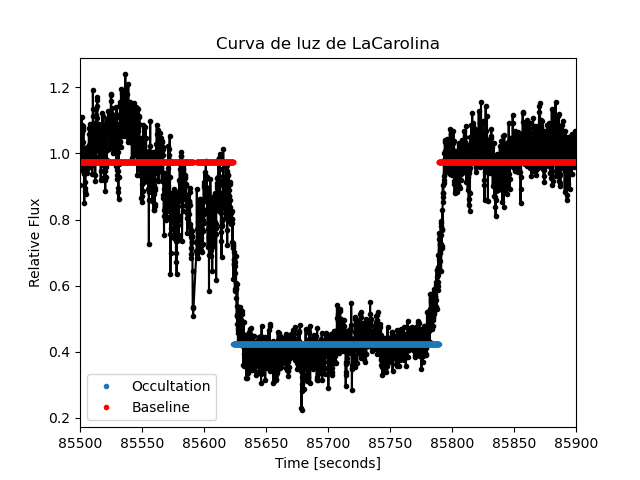 Curva de luz de LaCarolina
Relative Flux
1.2
1.0
0.8
0.6
0.4
0.2
Occultation
Baseline
85500 85550 85600 85650 85700 85750 85800 85850 85900
Time [seconds]